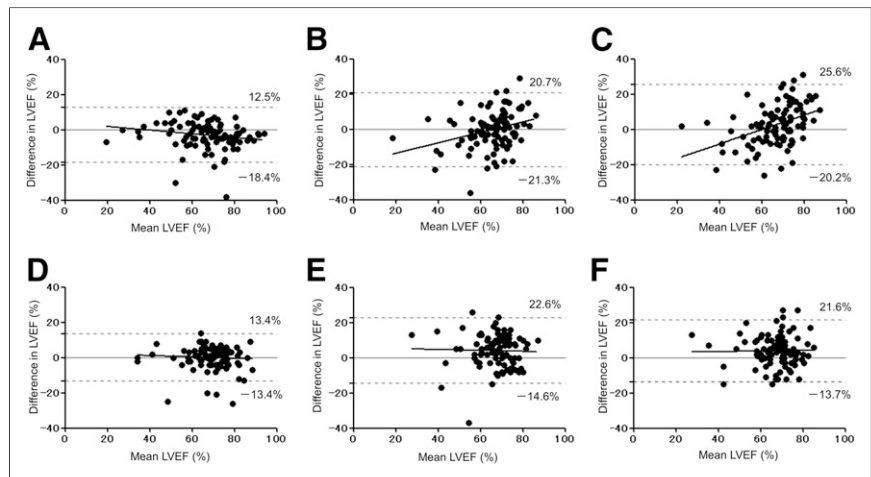 A
Difference in LVEF (%)
40
20
0
−20
−40
12.5%
−18.4%
0 20 40 60 80 100
Mean LVEF (%)
B
Difference in LVEF (%)
40
20
0
−20
−40
20.7%
−21.3%
0 20 40 60 80 100
Mean LVEF (%)
C
Difference in LVEF (%)
40
20
0
−20
−40
25.6%
−20.2%
0 20 40 60 80 100
Mean LVEF (%)
D
Difference in LVEF (%)
40
20
0
−20
−40
13.4%
−13.4%
0 20 40 60 80 100
Mean LVEF (%)
E
Difference in LVEF (%)
40
20
0
−20
−40
22.6%
−14.6%
0 20 40 60 80 100
Mean LVEF (%)
F
Difference in LVEF (%)
40
20
0
−20
−40
21.6%
−13.7%
0 20 40 60 80 100
Mean LVEF (%)